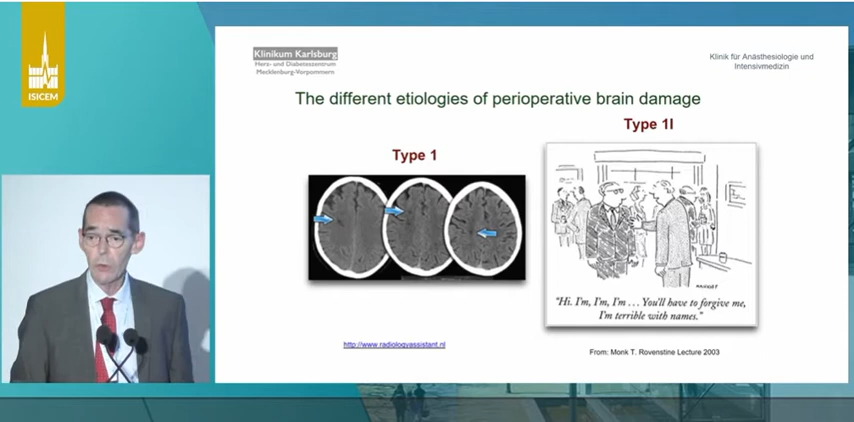 ISICEM
Klinikum Karlsburg
Herz- und Diabeteszentrum
Mecklenburg-Vorpommern
Klinik für Anästhesiologie und
Intensivmedizin
The different etiologies of perioperative brain damage
Type 1
Type 1I
"Hi. I'm, I'm, I'm ... You'll have to forgive me,
I'm terrible with names."
http://www.radiologyassistant.nl
From: Monk T. Rovenstine Lecture 2003